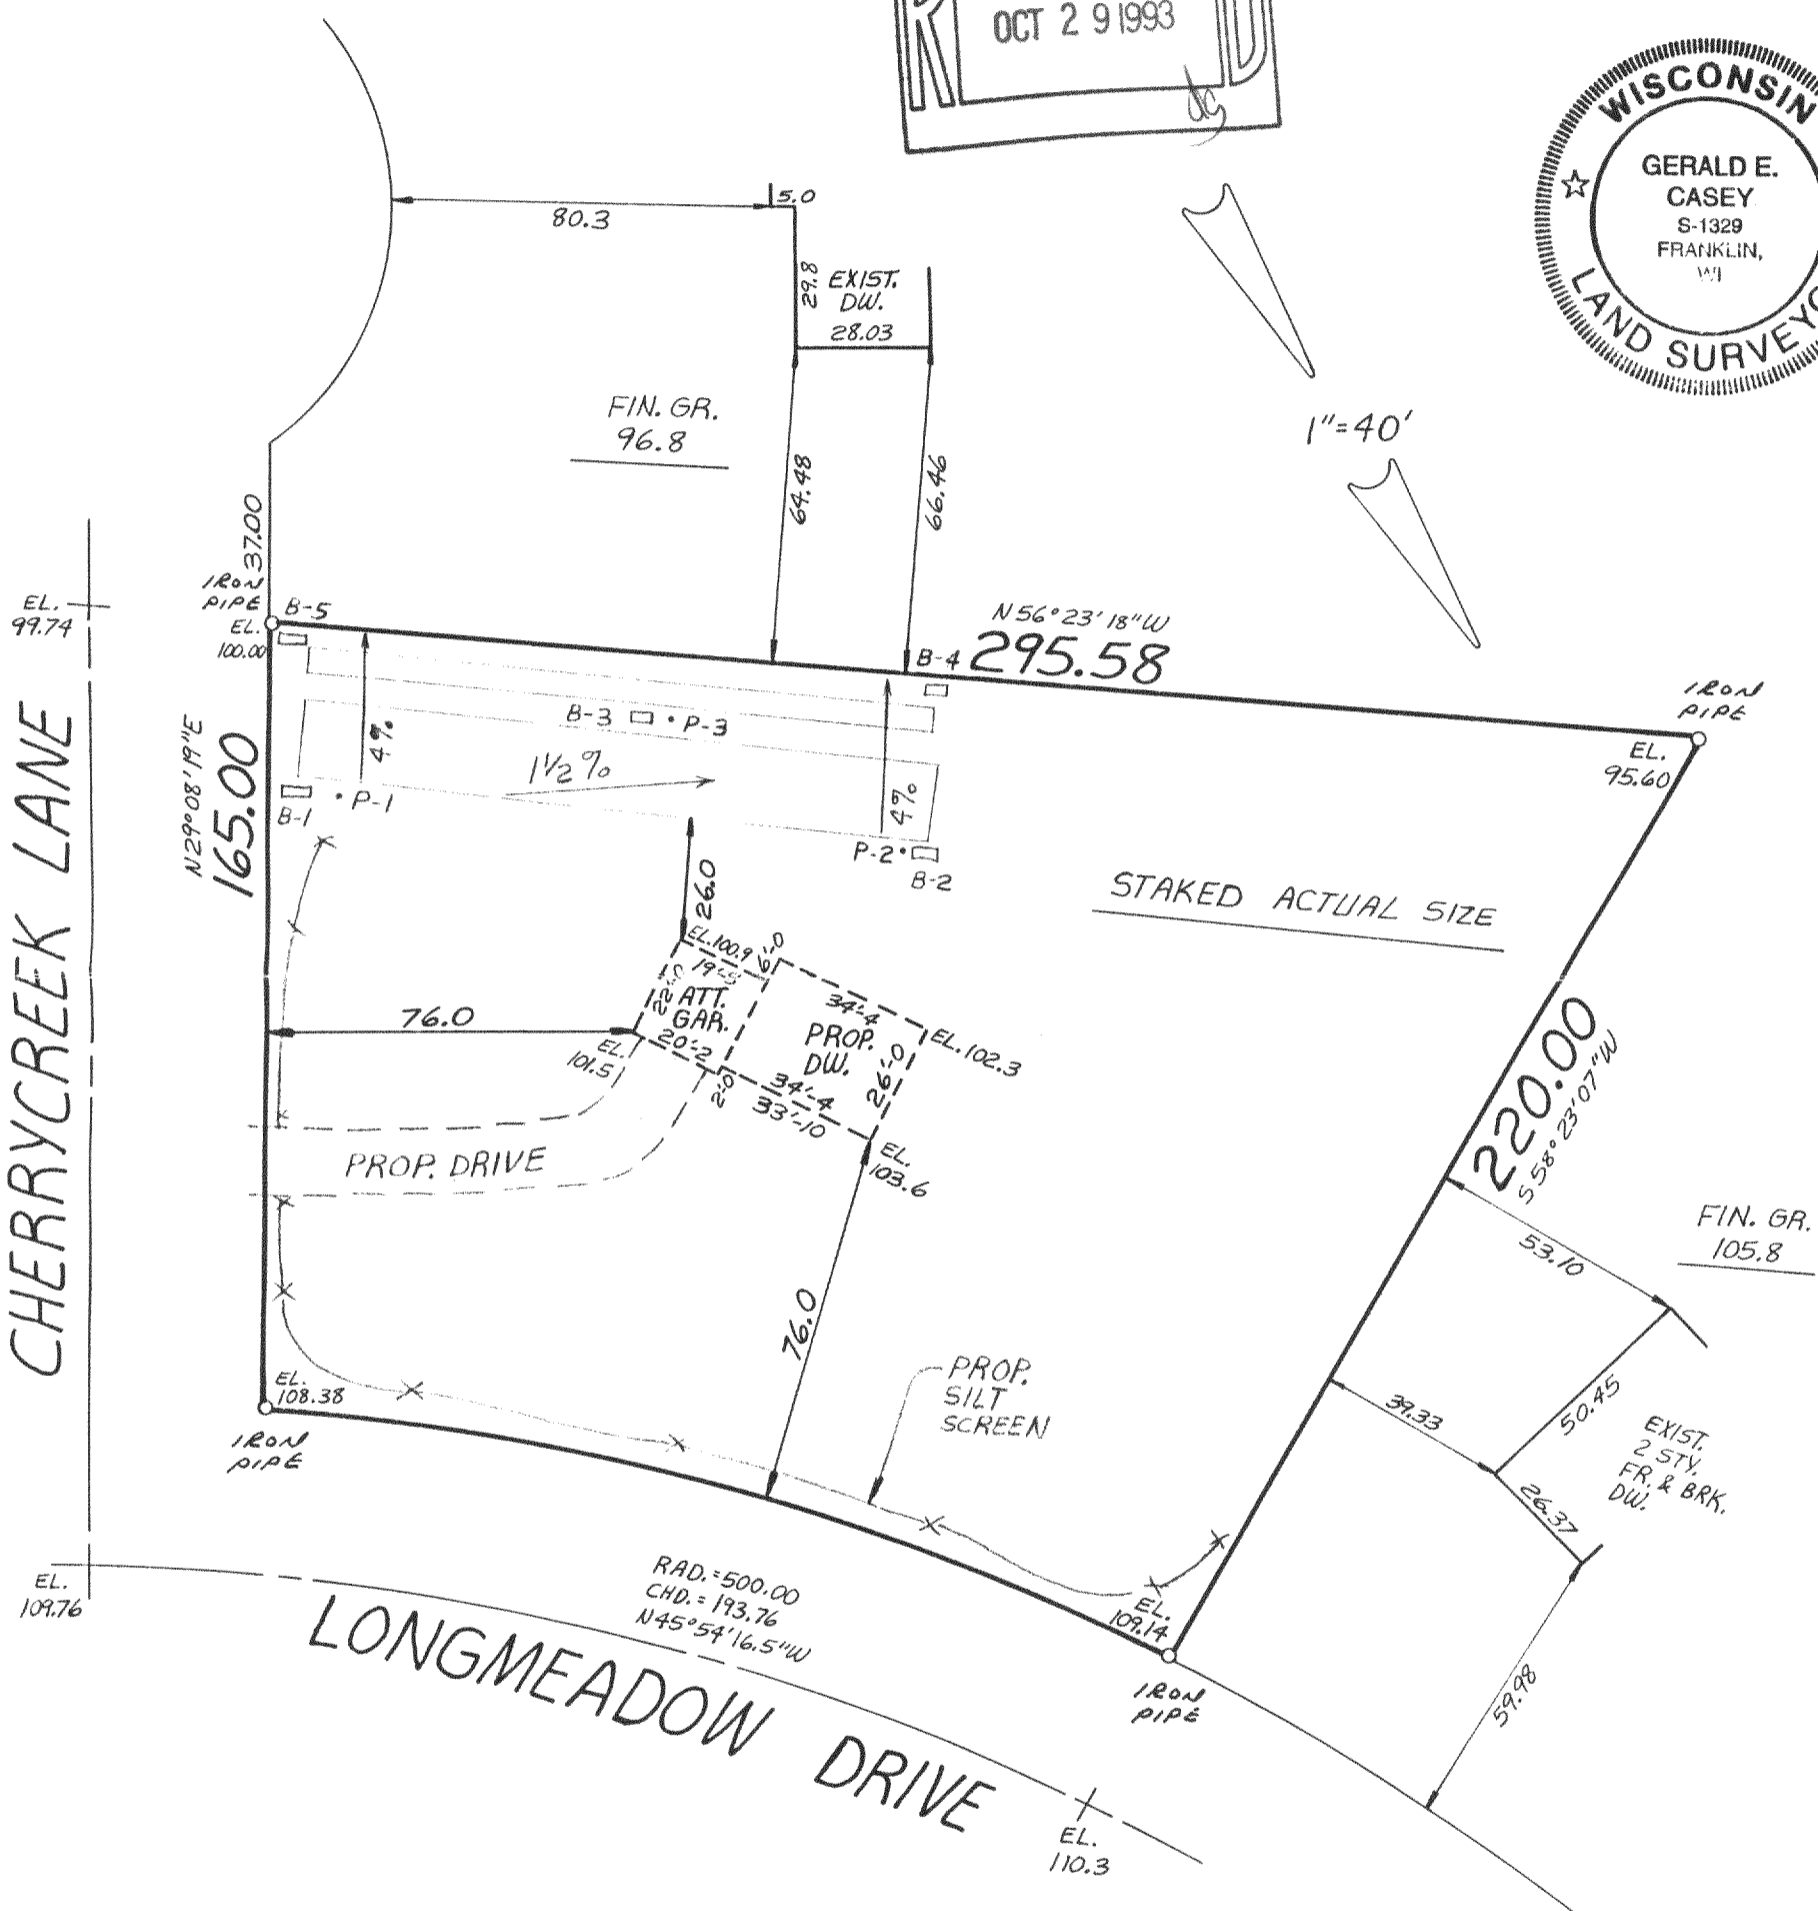 OCT 29 1993
WISCONSIN
GERALD E.
CASEY
S-1329
FRANKLIN,
WI
LAND
80.3
5.0
29.8
EXIST.
DW.
28.03
FIN. GR.
96.8
64.48
66.46
1"=40'
37.00
IRON
PIPE
B-5
EL.
99.74
EL.
100.00
N 56°23'18"W
295.58
B-4
IRON
PIPE
EL.
95.60
B-3
P-3
4%
1 1/2 %
4%
N29°08'19"E
165.00
CHERRYCREEK LANE
B-1
P-1
P-2
B-2
STAKED ACTUAL SIZE
26.0
EL. 100.9
6'-0
22'-0
ATT.
GAR.
20'-2
34'-4
PROP.
DW.
EL. 102.3
26'-0
76.0
EL.
101.5
2'-0
34'-4
33'-10
EL.
103.6
PROP. DRIVE
76.0
220.00
S 58°23'07"W
53.10
FIN. GR.
105.8
39.33
50.45
EXIST.
2 STY.
FR. & BRK.
DW.
26.37
59.98
PROP.
SILT
SCREEN
EL.
108.38
IRON
PIPE
EL.
109.76
RAD.=500.00
CHD.=193.76
N45°54'16.5"W
EL.
109.14
IRON
PIPE
LONGMEADOW DRIVE
EL.
110.3